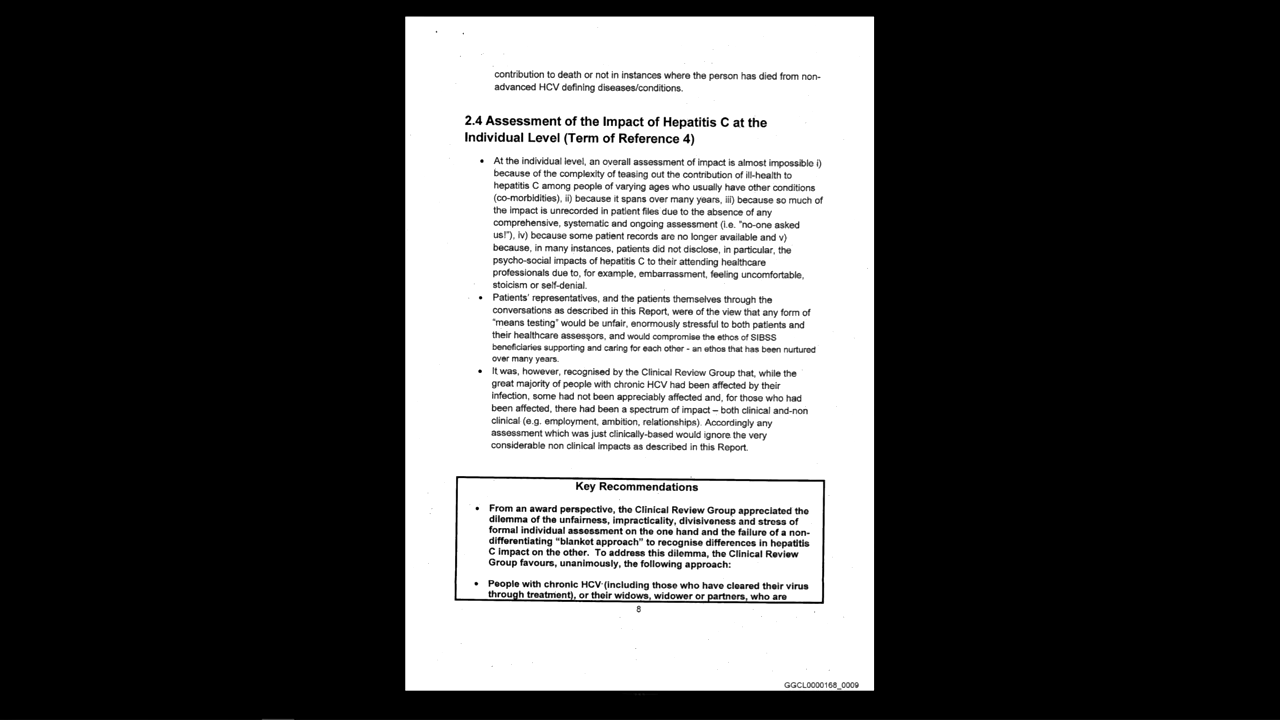 contribution to death or not in instances where the person has died from non-
advanced HCV defining diseases/conditions.
2.4 Assessment of the Impact of Hepatitis C at the
Individual Level (Term of Reference 4)
• At the individual level, an overall assessment of impact is almost impossible i)
because of the complexity of teasing out the contribution of ill-health to
hepatitis C among people of varying ages who usually have other conditions
(co-morbidities), ii) because it spans over many years, iii) because so much of
the impact is unrecorded in patient files due to the absence of any
comprehensive, systematic and ongoing assessment (i.e. "no-one asked
us!"), iv) because some patient records are no longer available and v)
because, in many instances, patients did not disclose, in particular, the
psycho-social impacts of hepatitis C to their attending healthcare
professionals due to, for example, embarrassment, feeling uncomfortable,
stoicism or self-denial.
• Patients' representatives, and the patients themselves through the
conversations as described in this Report, were of the view that any form of
"means testing" would be unfair, enormously stressful to both patients and
their healthcare assessors, and would compromise the ethos of SIBSS
beneficiaries supporting and caring for each other - an ethos that has been nurtured
over many years.
• It was, however, recognised by the Clinical Review Group that, while the
great majority of people with chronic HCV had been affected by their
infection, some had not been appreciably affected and, for those who had
been affected, there had been a spectrum of impact – both clinical and-non
clinical (e.g. employment, ambition, relationships). Accordingly any
assessment which was just clinically-based would ignore the very
considerable non clinical impacts as described in this Report.
Key Recommendations
• From an award perspective, the Clinical Review Group appreciated the
dilemma of the unfairness, impracticality, divisiveness and stress of
formal individual assessment on the one hand and the failure of a non-
differentiating "blanket approach" to recognise differences in hepatitis
C impact on the other. To address this dilemma, the Clinical Review
Group favours, unanimously, the following approach:
• People with chronic HCV (including those who have cleared their virus
through treatment), or their widows, widower or partners, who are
8
GGCL0000168_0009